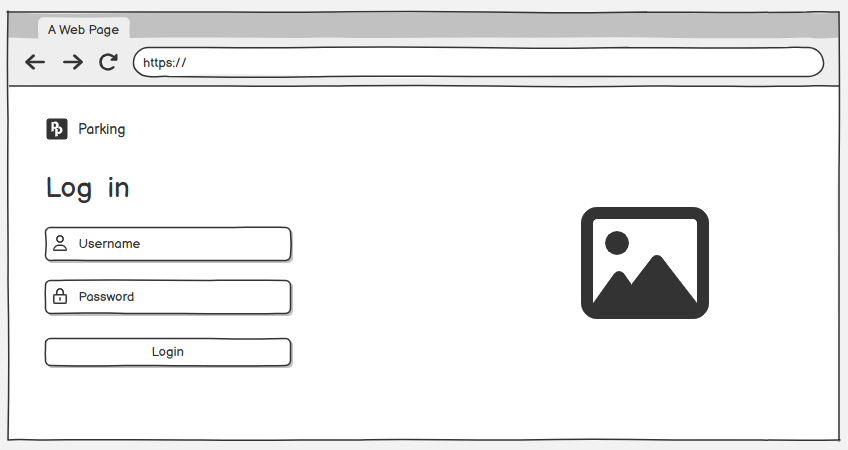 A Web Page
https://
Parking
Log in
Username
Password
Login